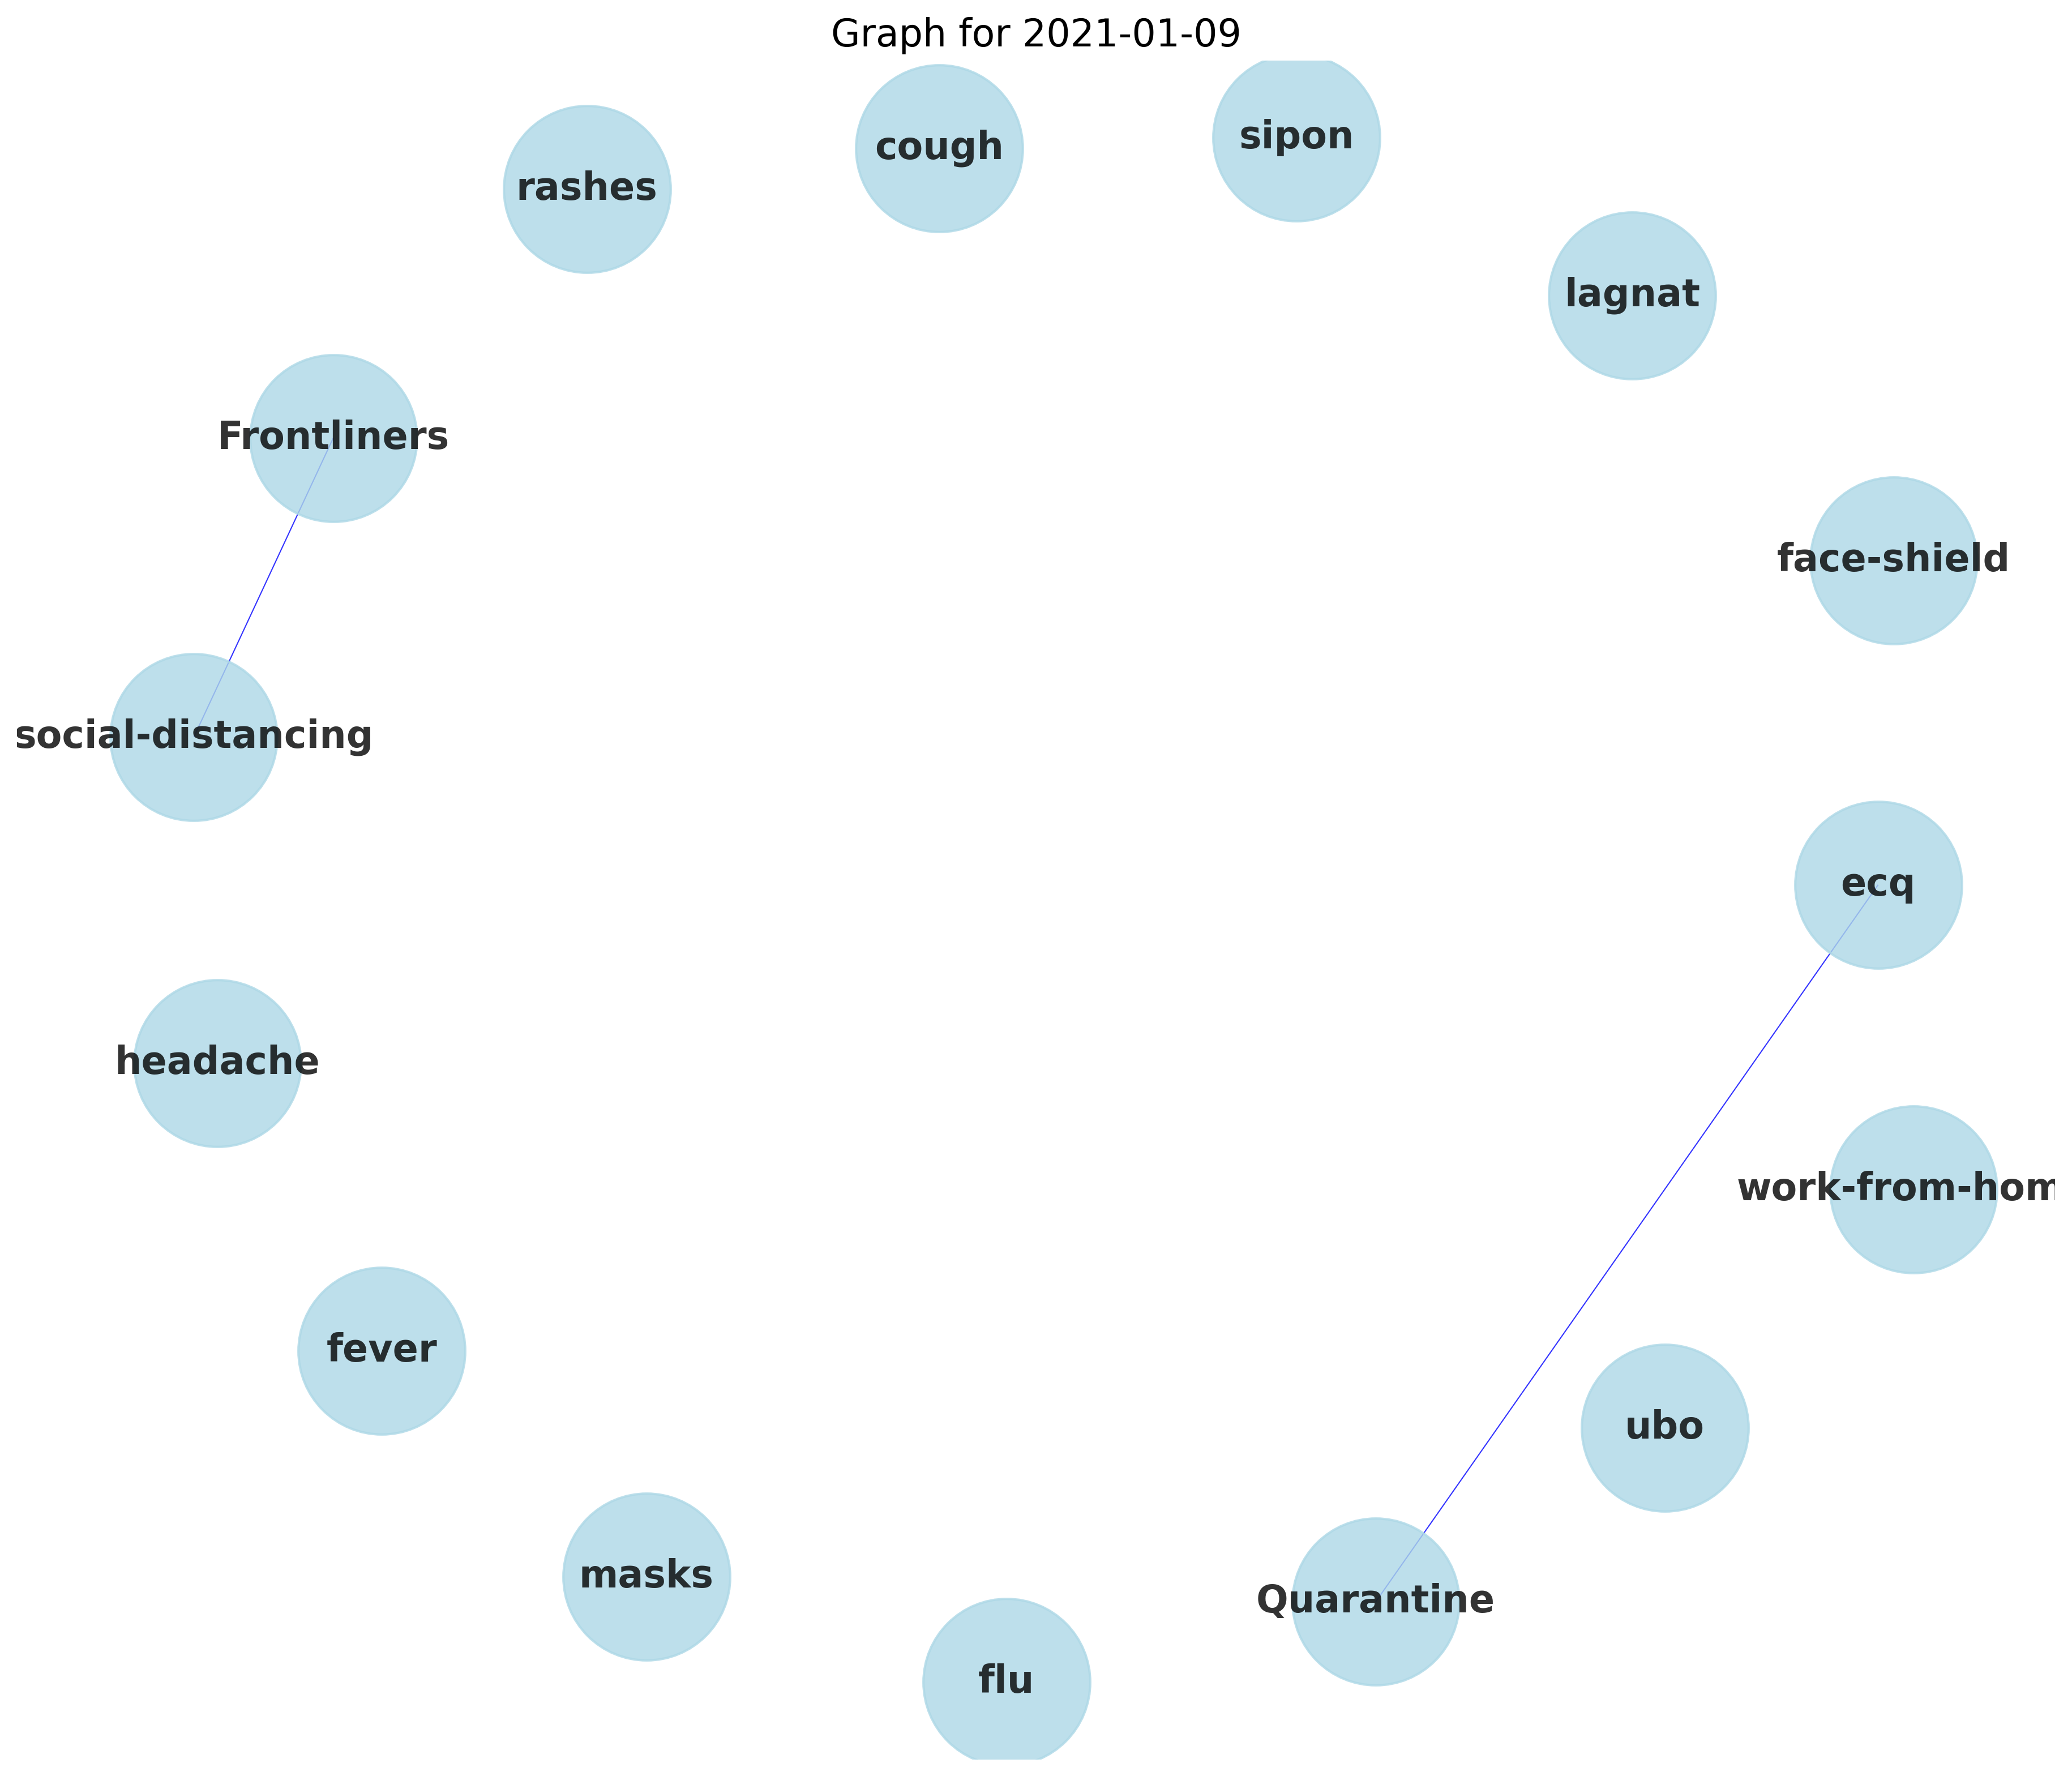 Graph for 2021-01-09
sipon
cough
rashes
lagnat
Frontliners
face-shield
social-distancing
ecq
headache
work-from-hom
fever
ubo
masks
Quarantine
flu